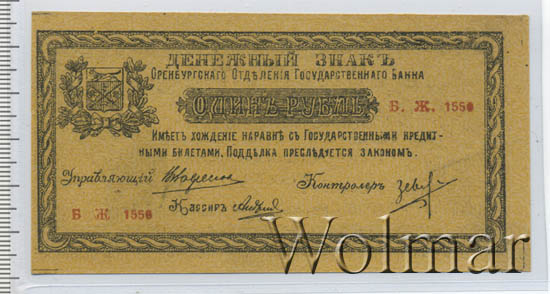 ДЕНЕЖНЫЙ ЗНАКЪ
ОРЕНБУРГСКАГО ОТДѢЛЕНІЯ ГОСУДАРСТВЕННАГО БАНКА
ОДИНЪ РУБЛЬ
Б. Ж. 1550
ИМѢЕТЪ ХОЖДЕНІЕ НАРАВНѢ СЪ ГОСУДАРСТВЕННЫМИ КРЕДИТ-
НЫМИ БИЛЕТАМИ. ПОДДѢЛКА ПРЕСЛѢДУЕТСЯ ЗАКОНОМЪ.
Управляющій
Контролеръ
Кассиръ
Б Ж 1550
Wolmar